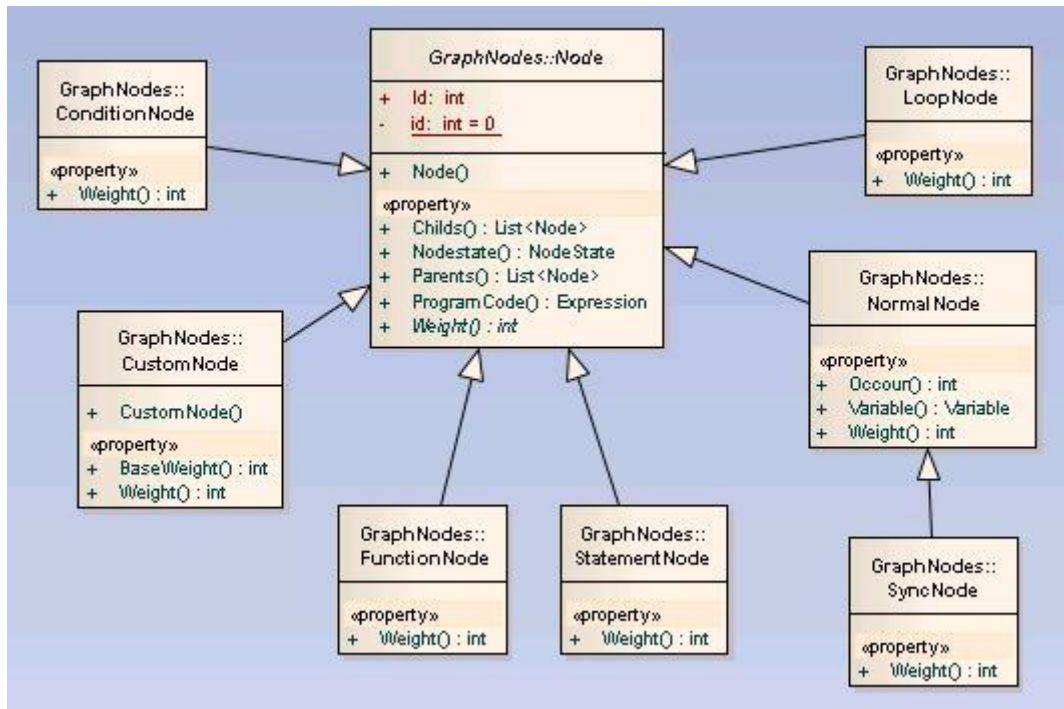 GraphNodes::
ConditionNode
«property»
+ Weight() : int
GraphNodes::Node
+ Id: int
- id: int = 0
+ Node()
«property»
+ Childs() : List<Node>
+ Nodestate() : NodeState
+ Parents() : List<Node>
+ ProgramCode() : Expression
+ Weight() : int
GraphNodes::
LoopNode
«property»
+ Weight() : int
GraphNodes::
CustomNode
+ CustomNode()
«property»
+ BaseWeight() : int
+ Weight() : int
GraphNodes::
NormalNode
«property»
+ Occour() : int
+ Variable() : Variable
+ Weight() : int
GraphNodes::
FunctionNode
«property»
+ Weight() : int
GraphNodes::
StatementNode
«property»
+ Weight() : int
GraphNodes::
SyncNode
«property»
+ Weight() : int